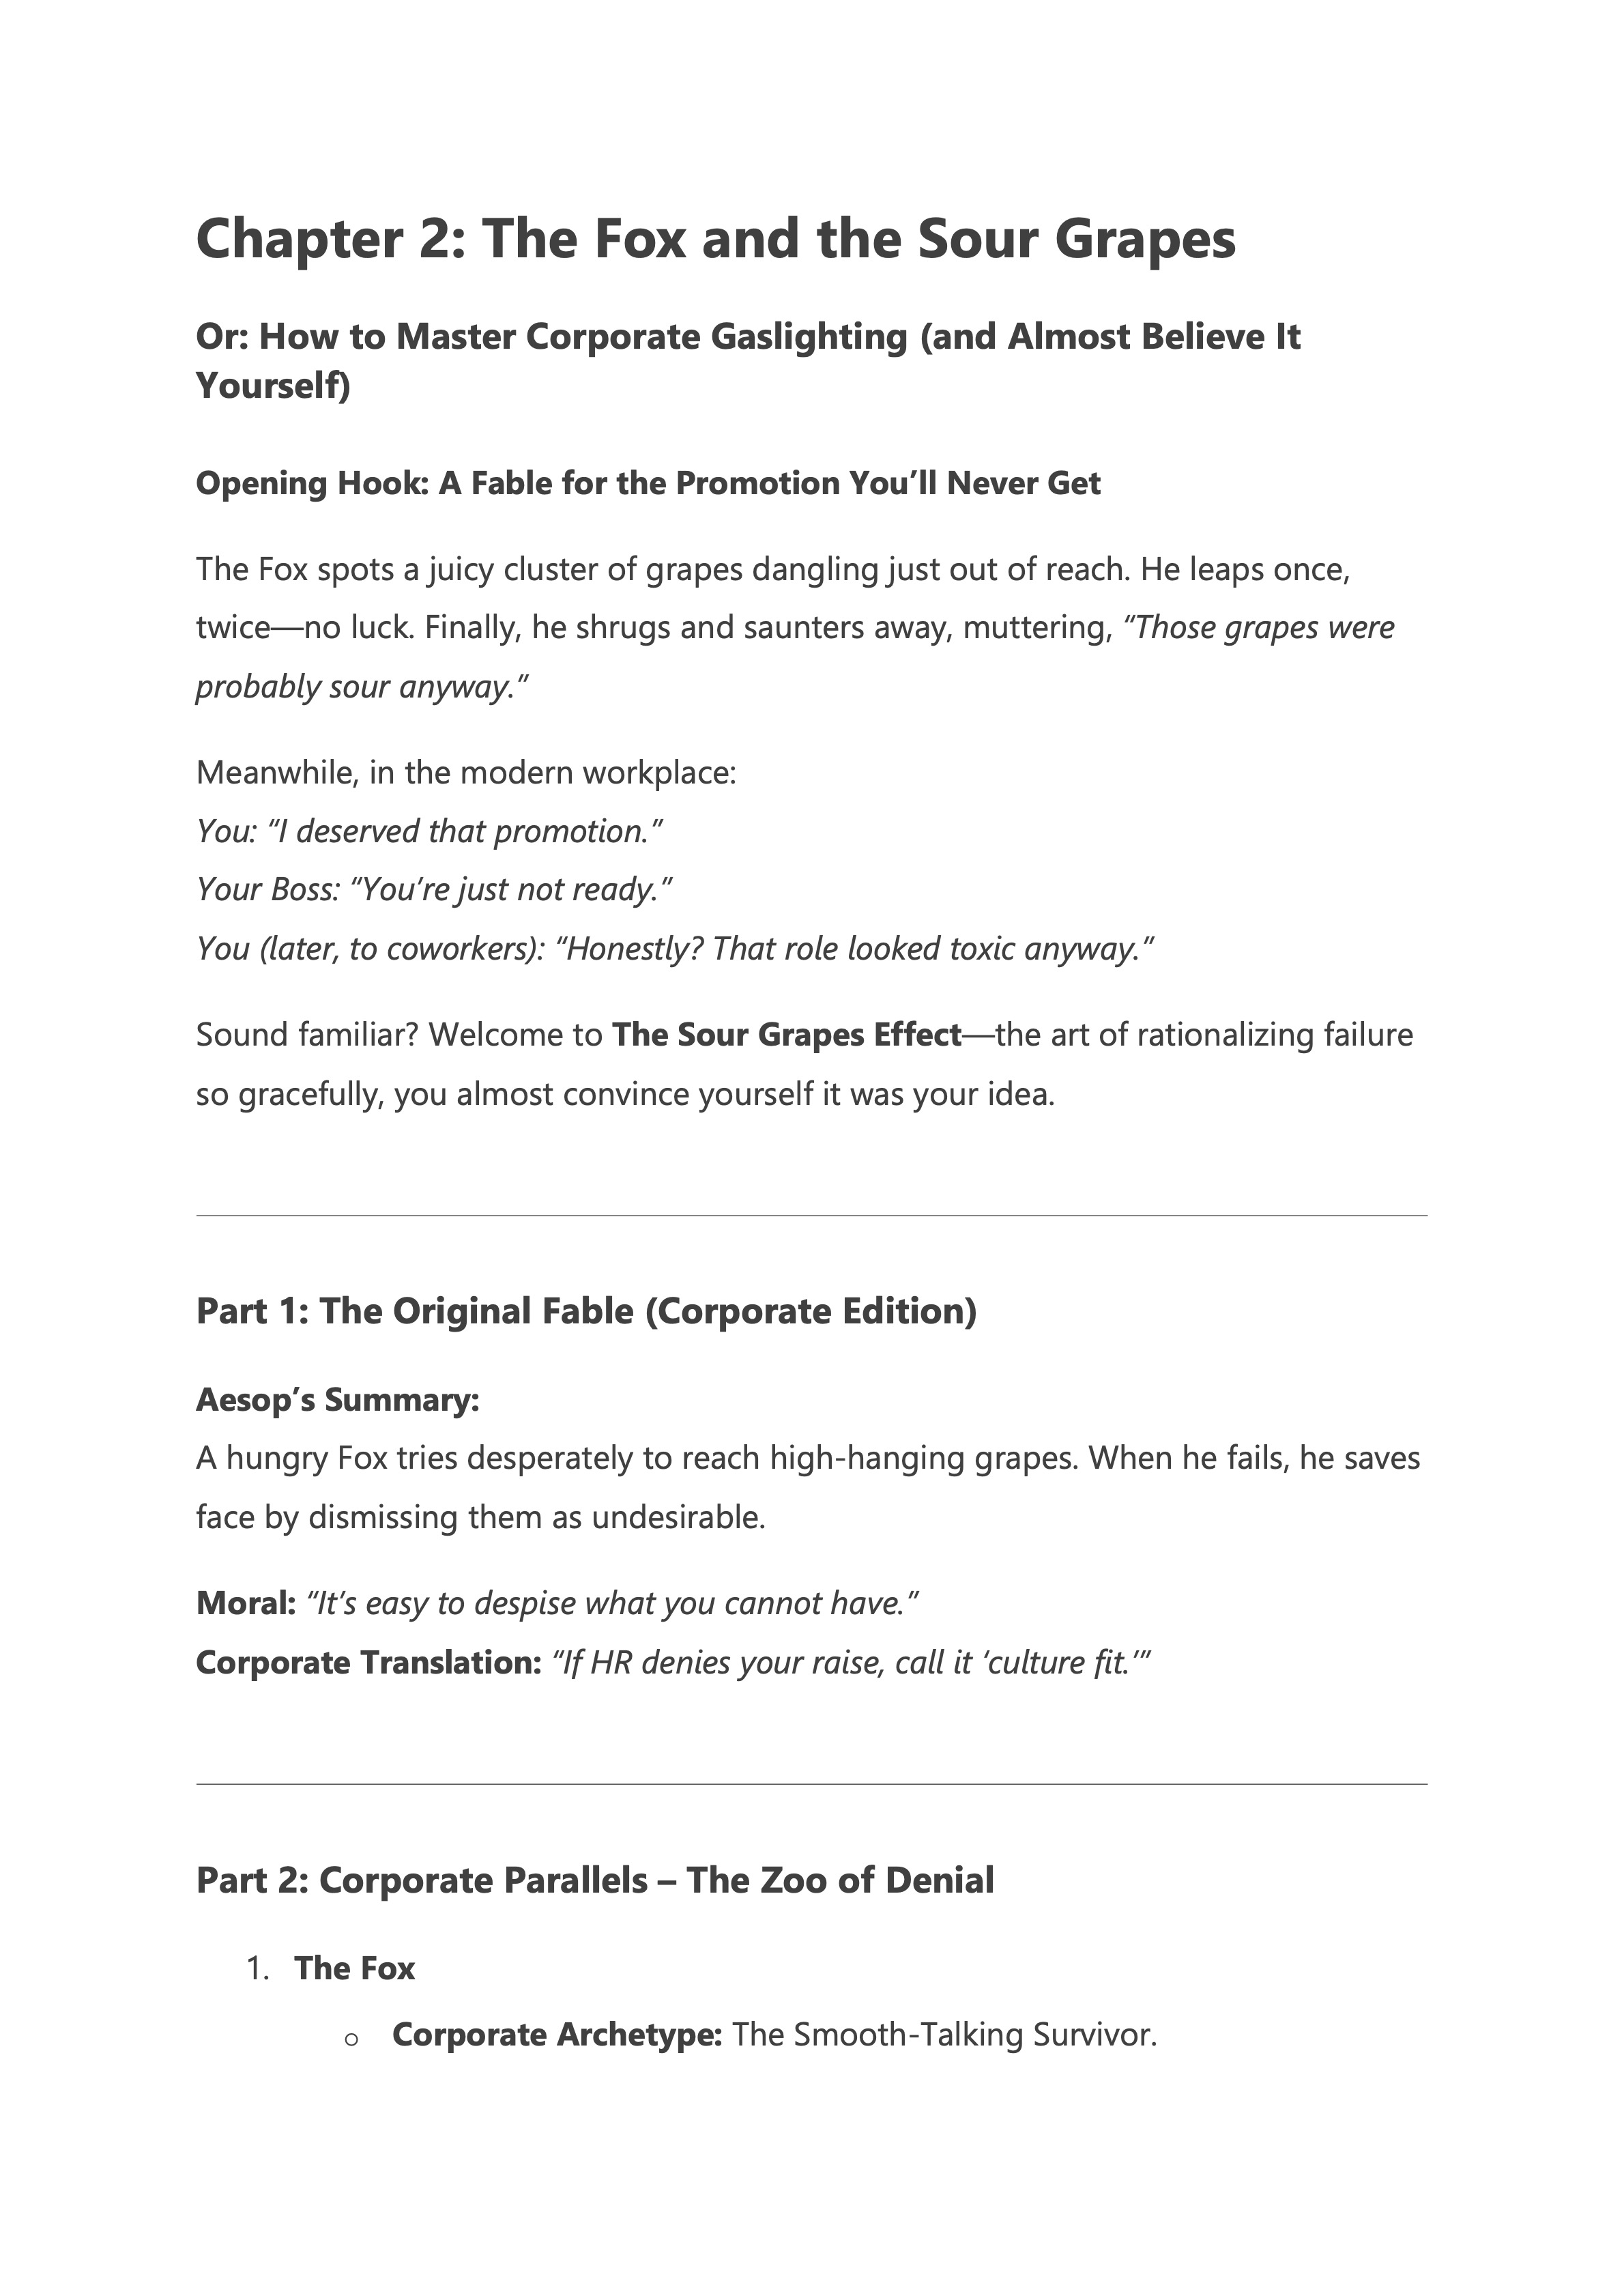 Chapter 2: The Fox and the Sour Grapes
Or: How to Master Corporate Gaslighting (and Almost Believe It
Yourself)
Opening Hook: A Fable for the Promotion You’ll Never Get
The Fox spots a juicy cluster of grapes dangling just out of reach. He leaps once,
twice—no luck. Finally, he shrugs and saunters away, muttering, “Those grapes were
probably sour anyway.”
Meanwhile, in the modern workplace:
You: “I deserved that promotion.”
Your Boss: “You’re just not ready.”
You (later, to coworkers): “Honestly? That role looked toxic anyway.”
Sound familiar? Welcome to The Sour Grapes Effect—the art of rationalizing failure
so gracefully, you almost convince yourself it was your idea.
Part 1: The Original Fable (Corporate Edition)
Aesop’s Summary:
A hungry Fox tries desperately to reach high-hanging grapes. When he fails, he saves
face by dismissing them as undesirable.
Moral: “It’s easy to despise what you cannot have.”
Corporate Translation: “If HR denies your raise, call it ‘culture fit.’”
Part 2: Corporate Parallels – The Zoo of Denial
1. The Fox
o Corporate Archetype: The Smooth-Talking Survivor.